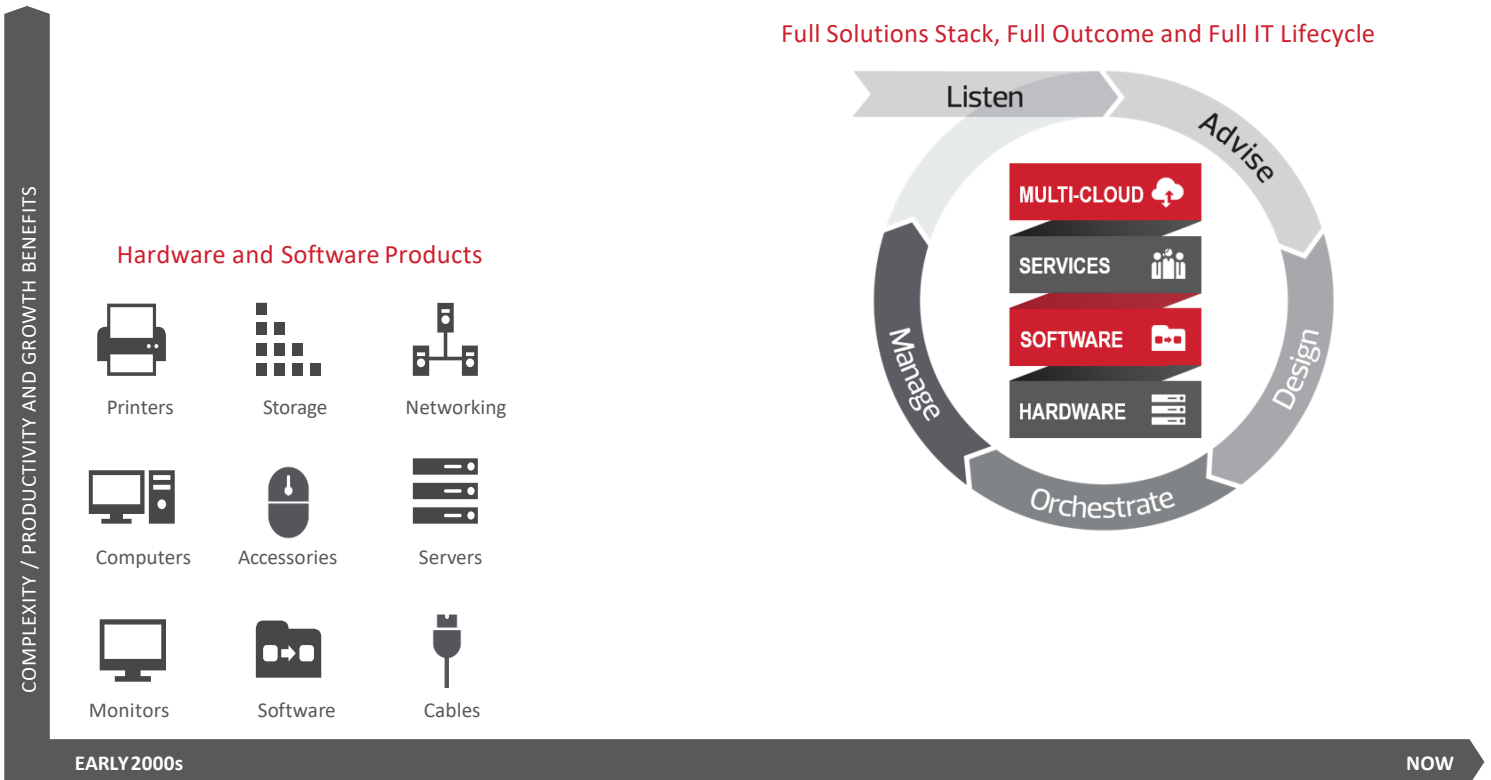 Full Solutions Stack, Full Outcome and Full IT Lifecycle
Listen
Advise
Design
Orchestrate
Manage
MULTI-CLOUD
SERVICES
SOFTWARE
HARDWARE
COMPLEXITY / PRODUCTIVITY AND GROWTH BENEFITS
Hardware and Software Products
Printers Storage Networking
Computers Accessories Servers
Monitors Software Cables
EARLY 2000s NOW